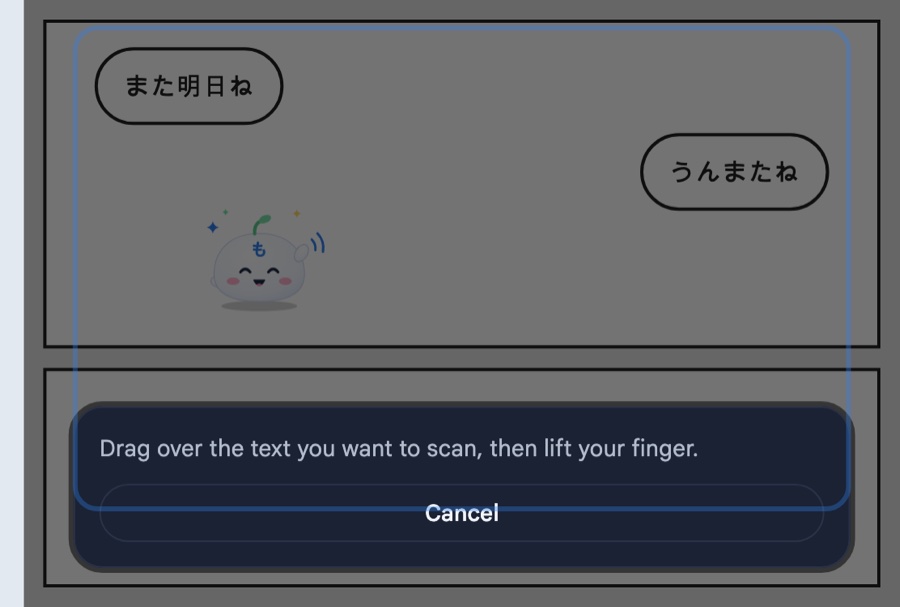 また明日ね
うんまたね
も
Drag over the text you want to scan, then lift your finger.
Cancel